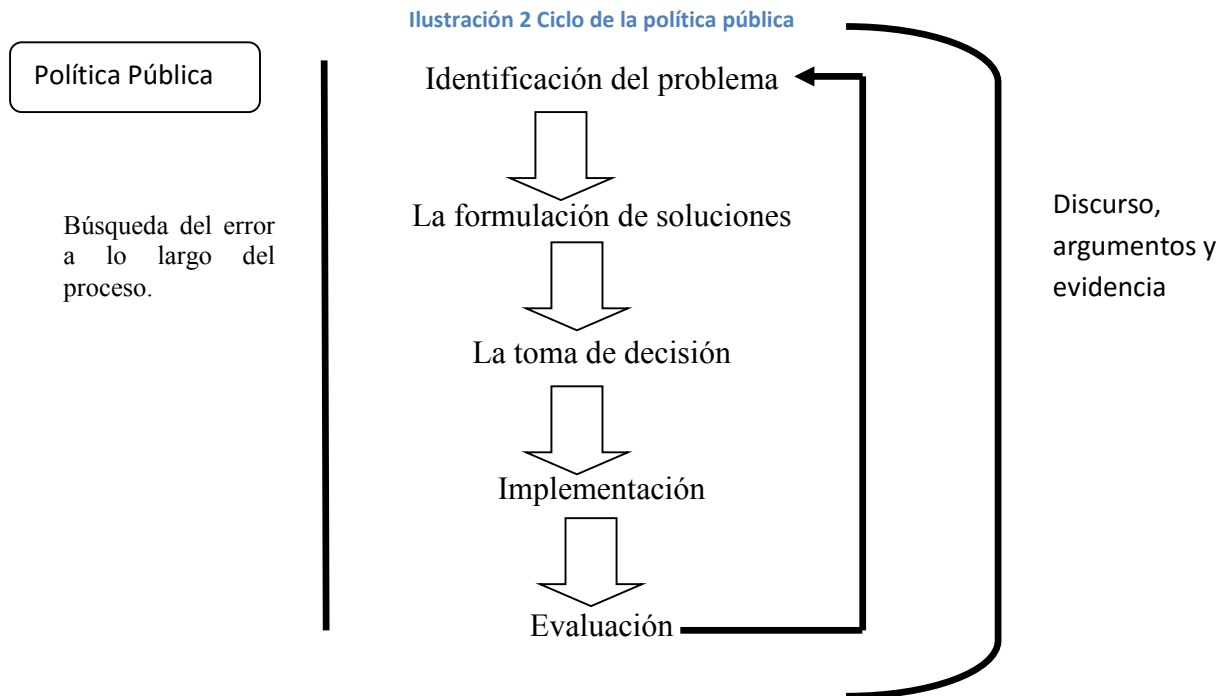 Ilustración 2 Ciclo de la política pública
Política Pública
Identificación del problema
La formulación de soluciones
La toma de decisión
Implementación
Evaluación
Búsqueda del error
a lo largo del
proceso.
Discurso,
argumentos y
evidencia